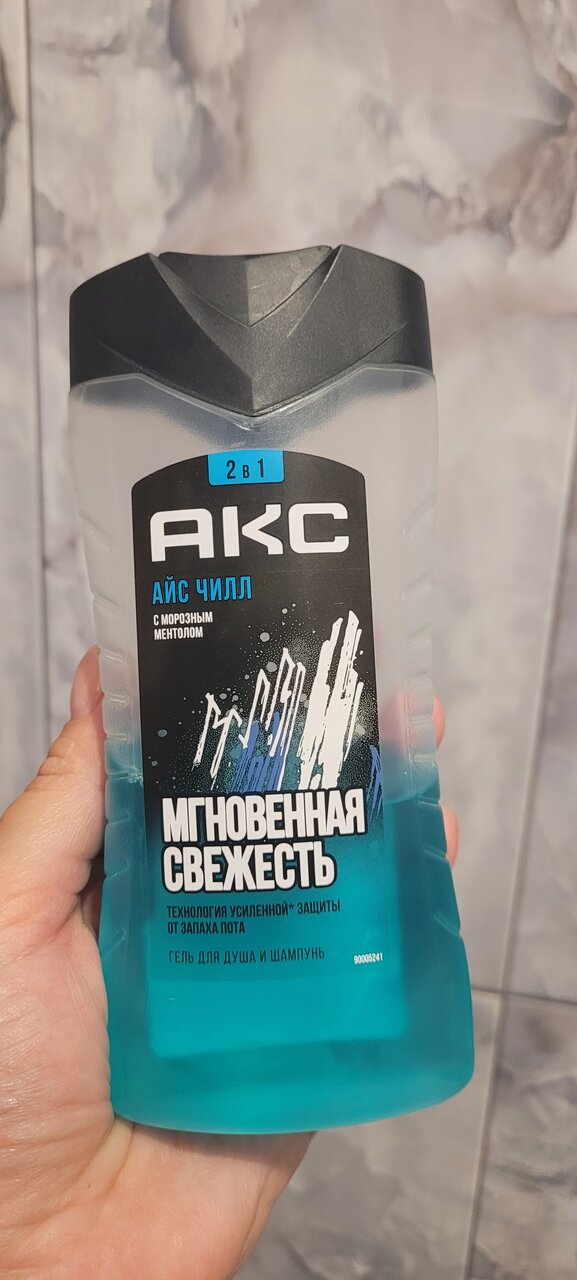 2 в 1
АКС
АЙС ЧИЛЛ
С МОРОЗНЫМ
МЕНТОЛОМ
МГНОВЕННАЯ
СВЕЖЕСТЬ
ТЕХНОЛОГИЯ УСИЛЕННОЙ* ЗАЩИТЫ
ОТ ЗАПАХА ПОТА
ГЕЛЬ ДЛЯ ДУША И ШАМПУНЬ
90005241